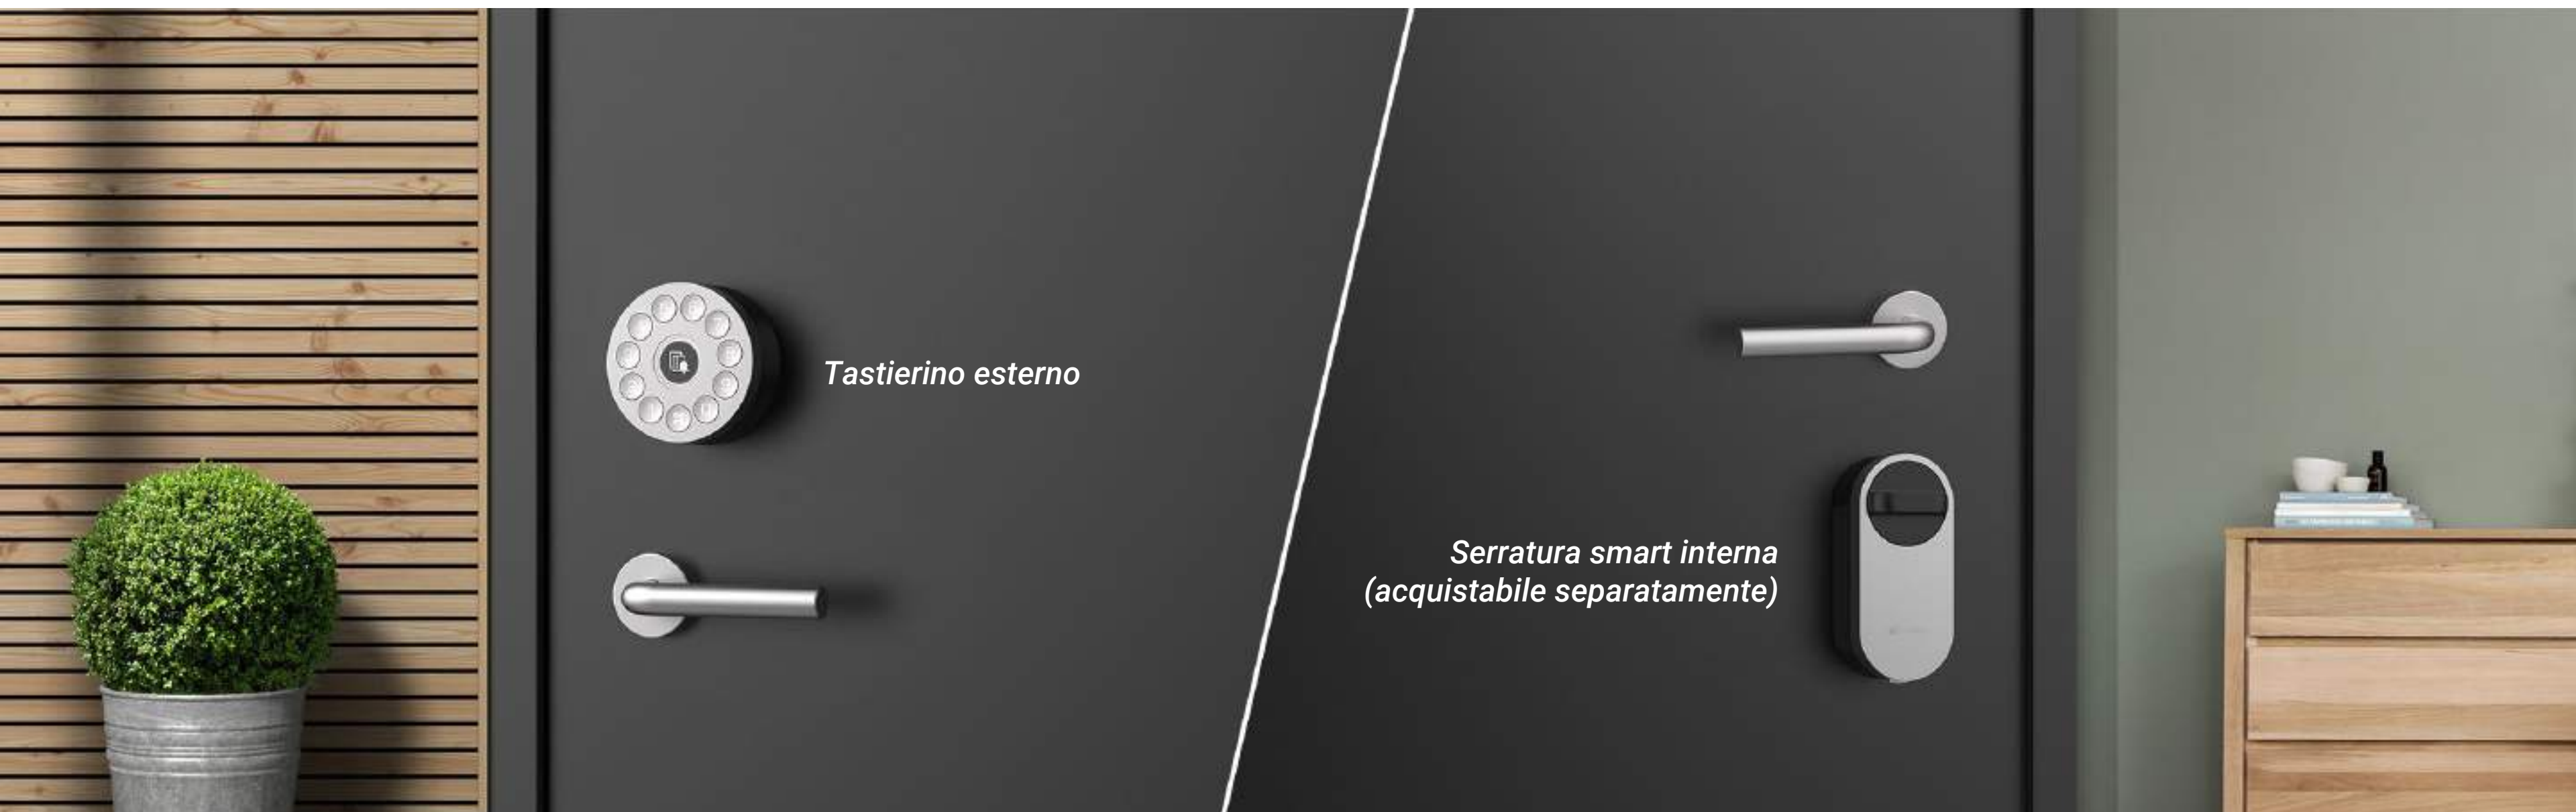 Tastierino esterno
Serratura smart interna
(acquistabile separatamente)